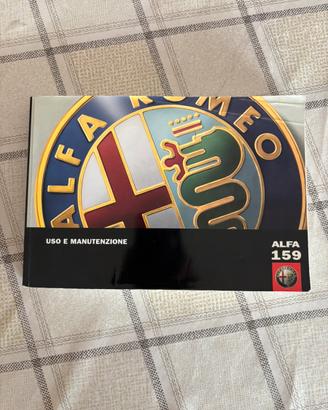 ALFA ROMEO
USO E MANUTENZIONE
ALFA
159